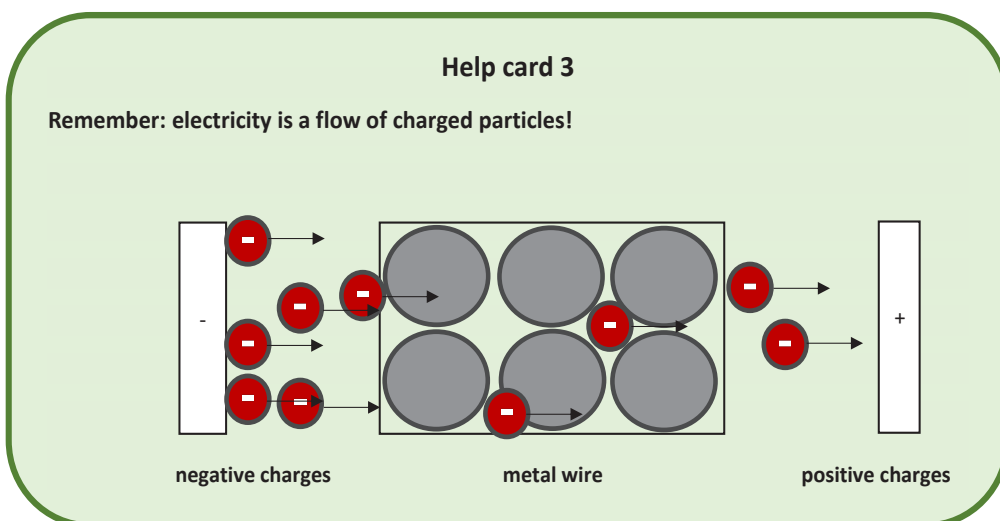 Help card 3
Remember: electricity is a flow of charged particles!
-
-
-
-
-
-
-
-
-
-
+
-
negative charges
metal wire
positive charges